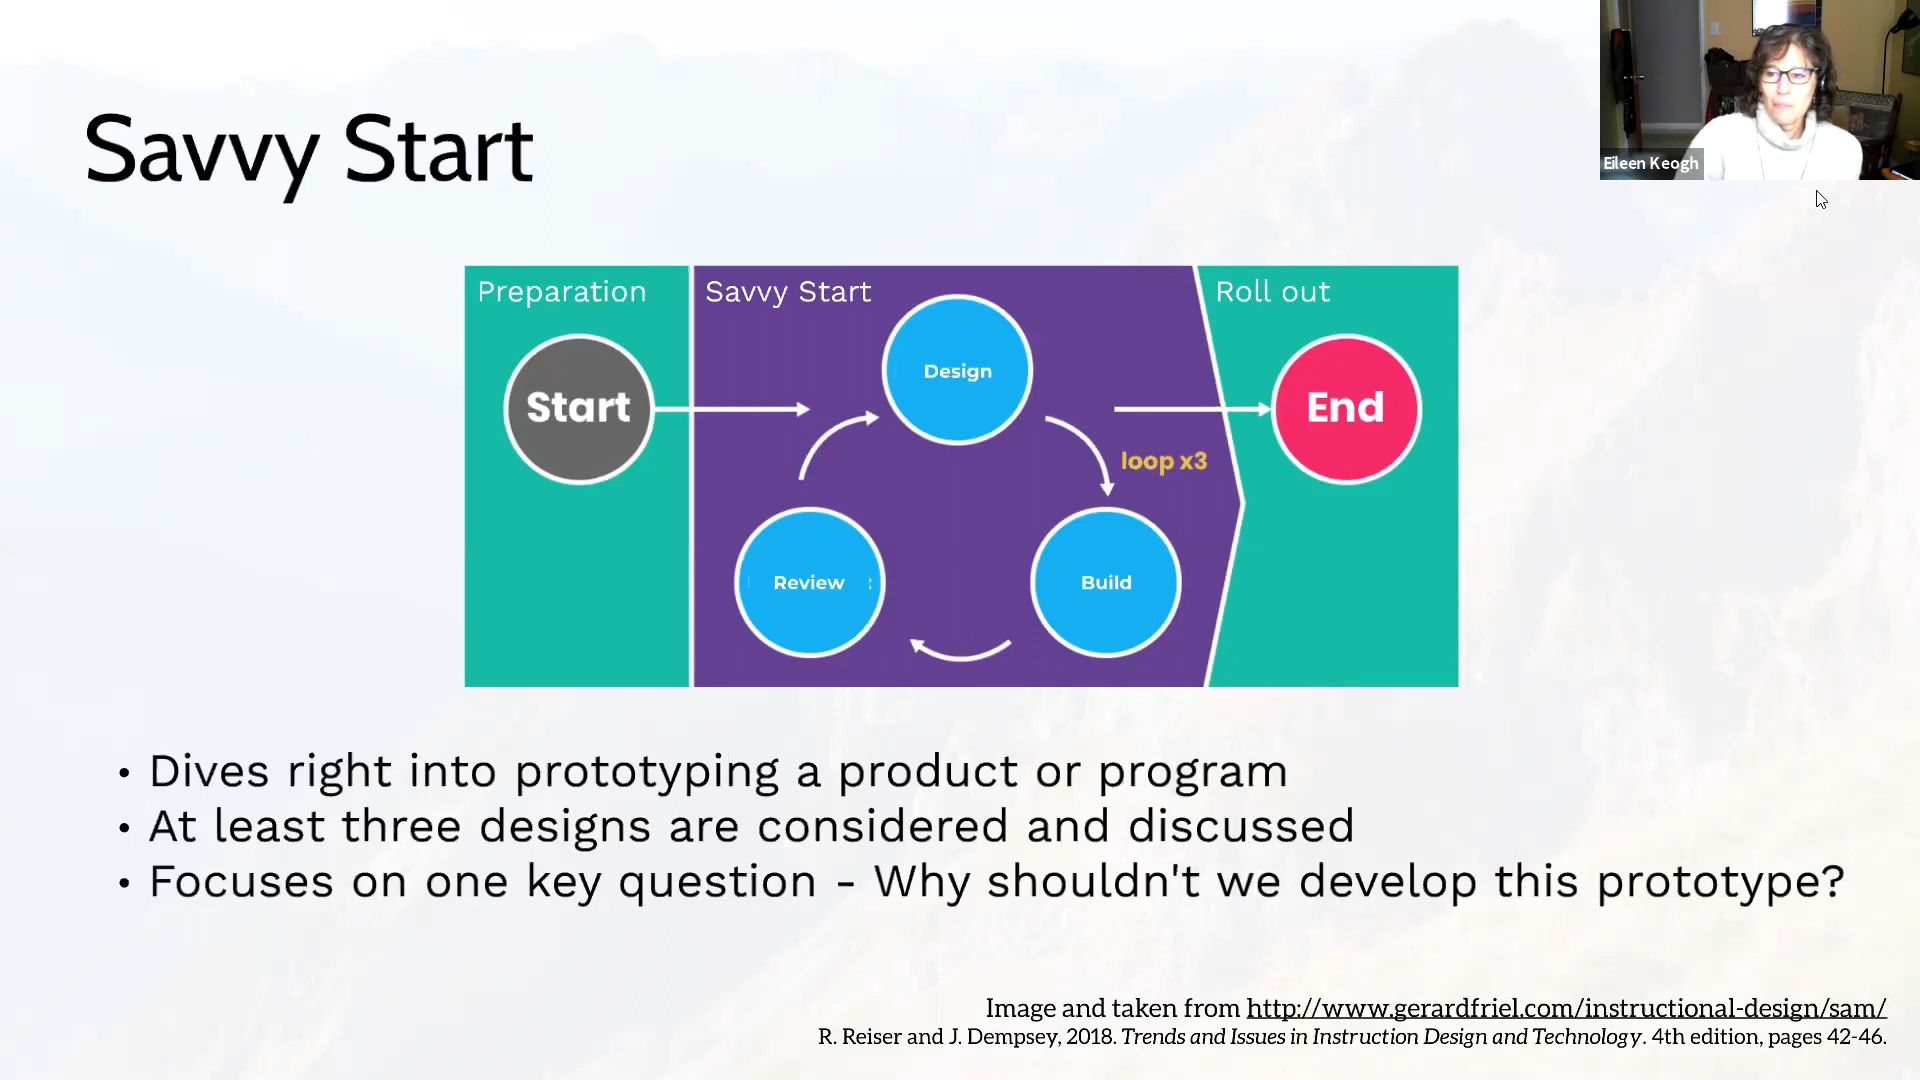 Savvy Start
Eileen Keogh
Preparation
Savvy Start
Roll out
Start
Design
End
loop x3
Review
Build
• Dives right into prototyping a product or program
• At least three designs are considered and discussed
• Focuses on one key question - Why shouldn't we develop this prototype?
Image and taken from http://www.gerardfriel.com/instructional-design/sam/
R. Reiser and J. Dempsey, 2018. Trends and Issues in Instruction Design and Technology. 4th edition, pages 42-46.